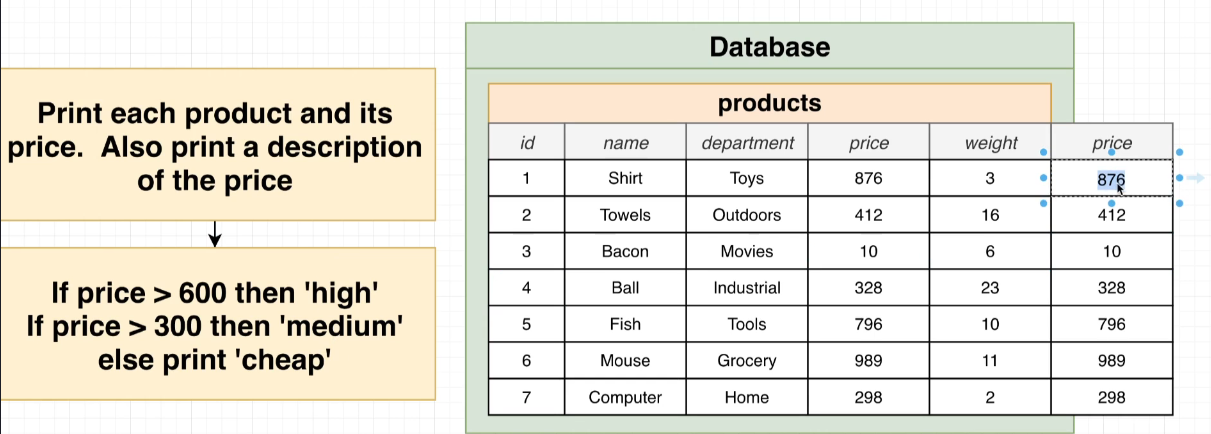 Print each product and its
price. Also print a description
of the price
If price > 600 then 'high'
If price > 300 then 'medium'
else print 'cheap'
Database
products
id name department price weight price
1 Shirt Toys 876 3 876
2 Towels Outdoors 412 16 412
3 Bacon Movies 10 6 10
4 Ball Industrial 328 23 328
5 Fish Tools 796 10 796
6 Mouse Grocery 989 11 989
7 Computer Home 298 2 298